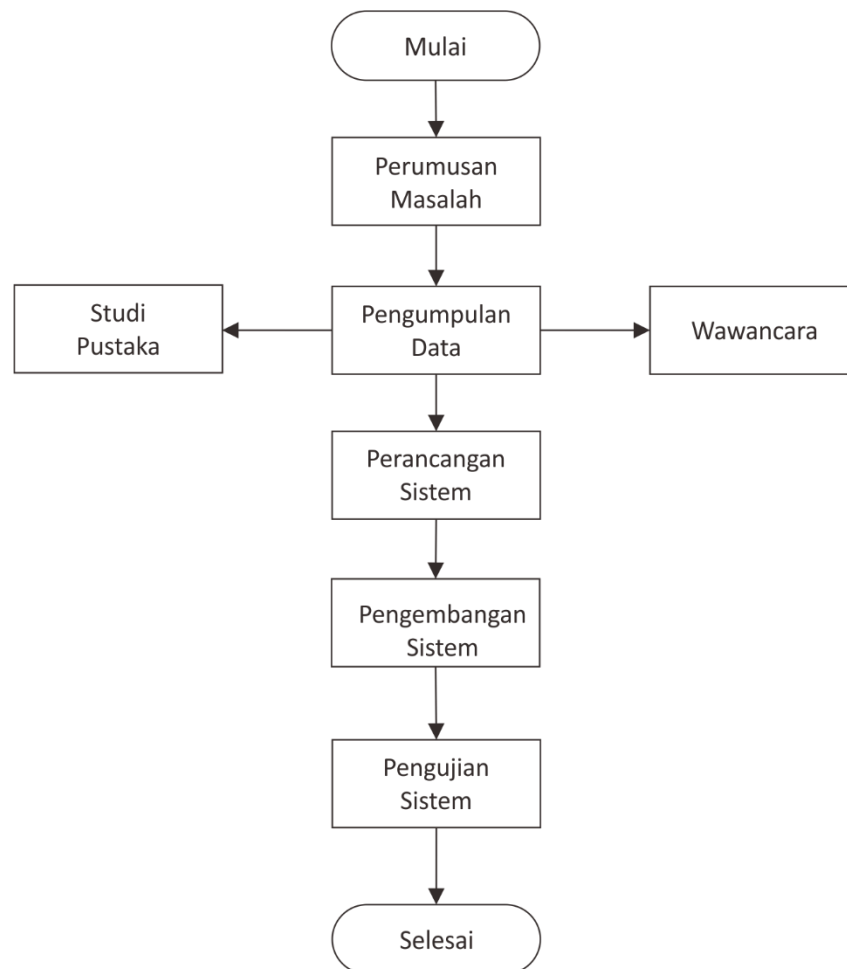 Mulai
Perumusan
Masalah
Studi
Pustaka
Pengumpulan
Data
Wawancara
Perancangan
Sistem
Pengembangan
Sistem
Pengujian
Sistem
Selesai